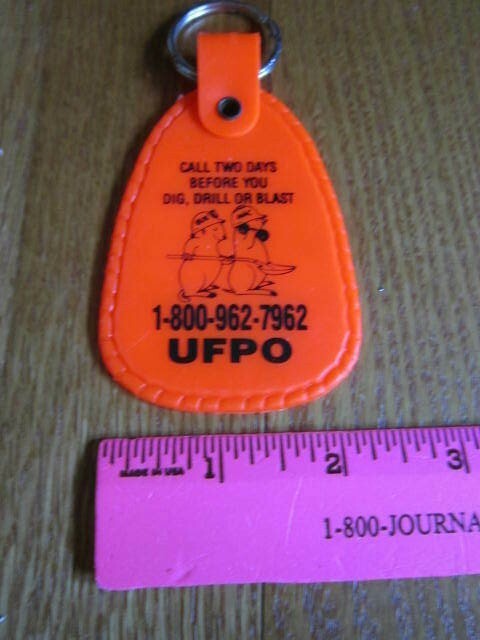 CALL TWO DAYS
BEFORE YOU
DIG, DRILL OR BLAST
1-800-962-7962
UFPO
MADE IN USA
1 2 3
1-800-JOURNA